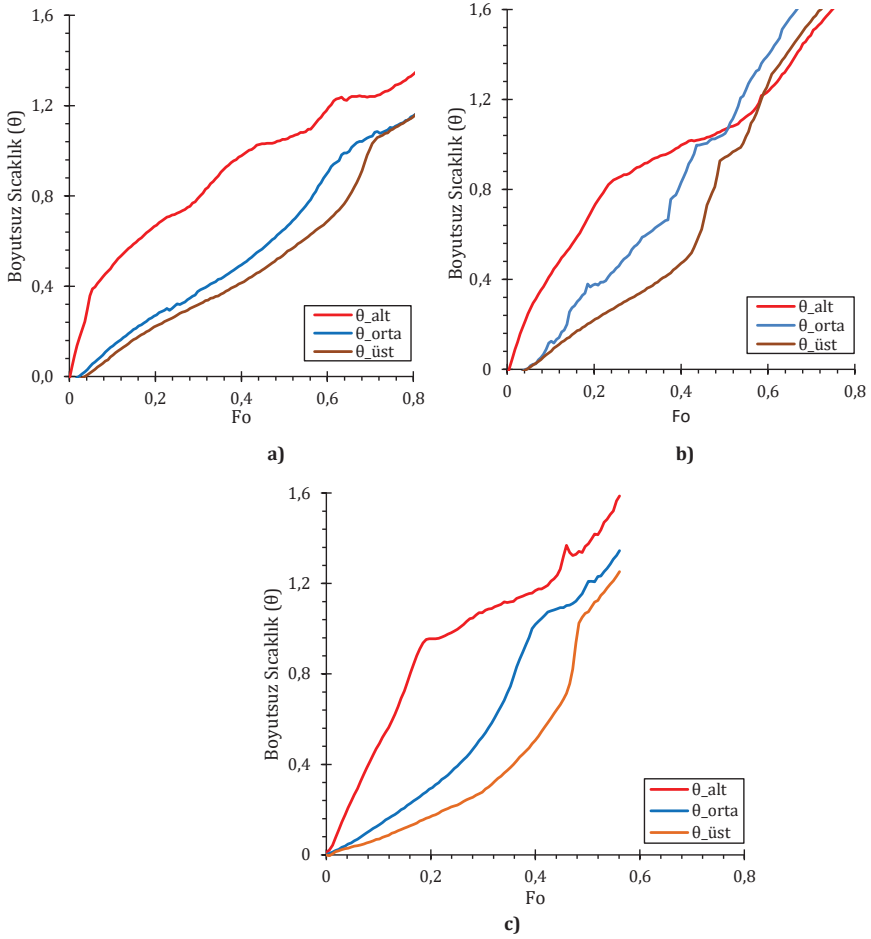 1,6
1,2
0,8
0,4
0,0
0
0,2
0,4
0,6
0,8
Boyutsuz Sıcaklık (θ)
Fo
θ_alt
θ_orta
θ_üst
a)
1,6
1,2
0,8
0,4
0
0
0,2
0,4
0,6
0,8
Boyutsuz Sıcaklık (θ)
Fo
θ_alt
θ_orta
θ_üst
b)
1,6
1,2
0,8
0,4
0
0
0,2
0,4
0,6
0,8
Boyutsuz Sıcaklık (θ)
Fo
θ_alt
θ_orta
θ_üst
c)